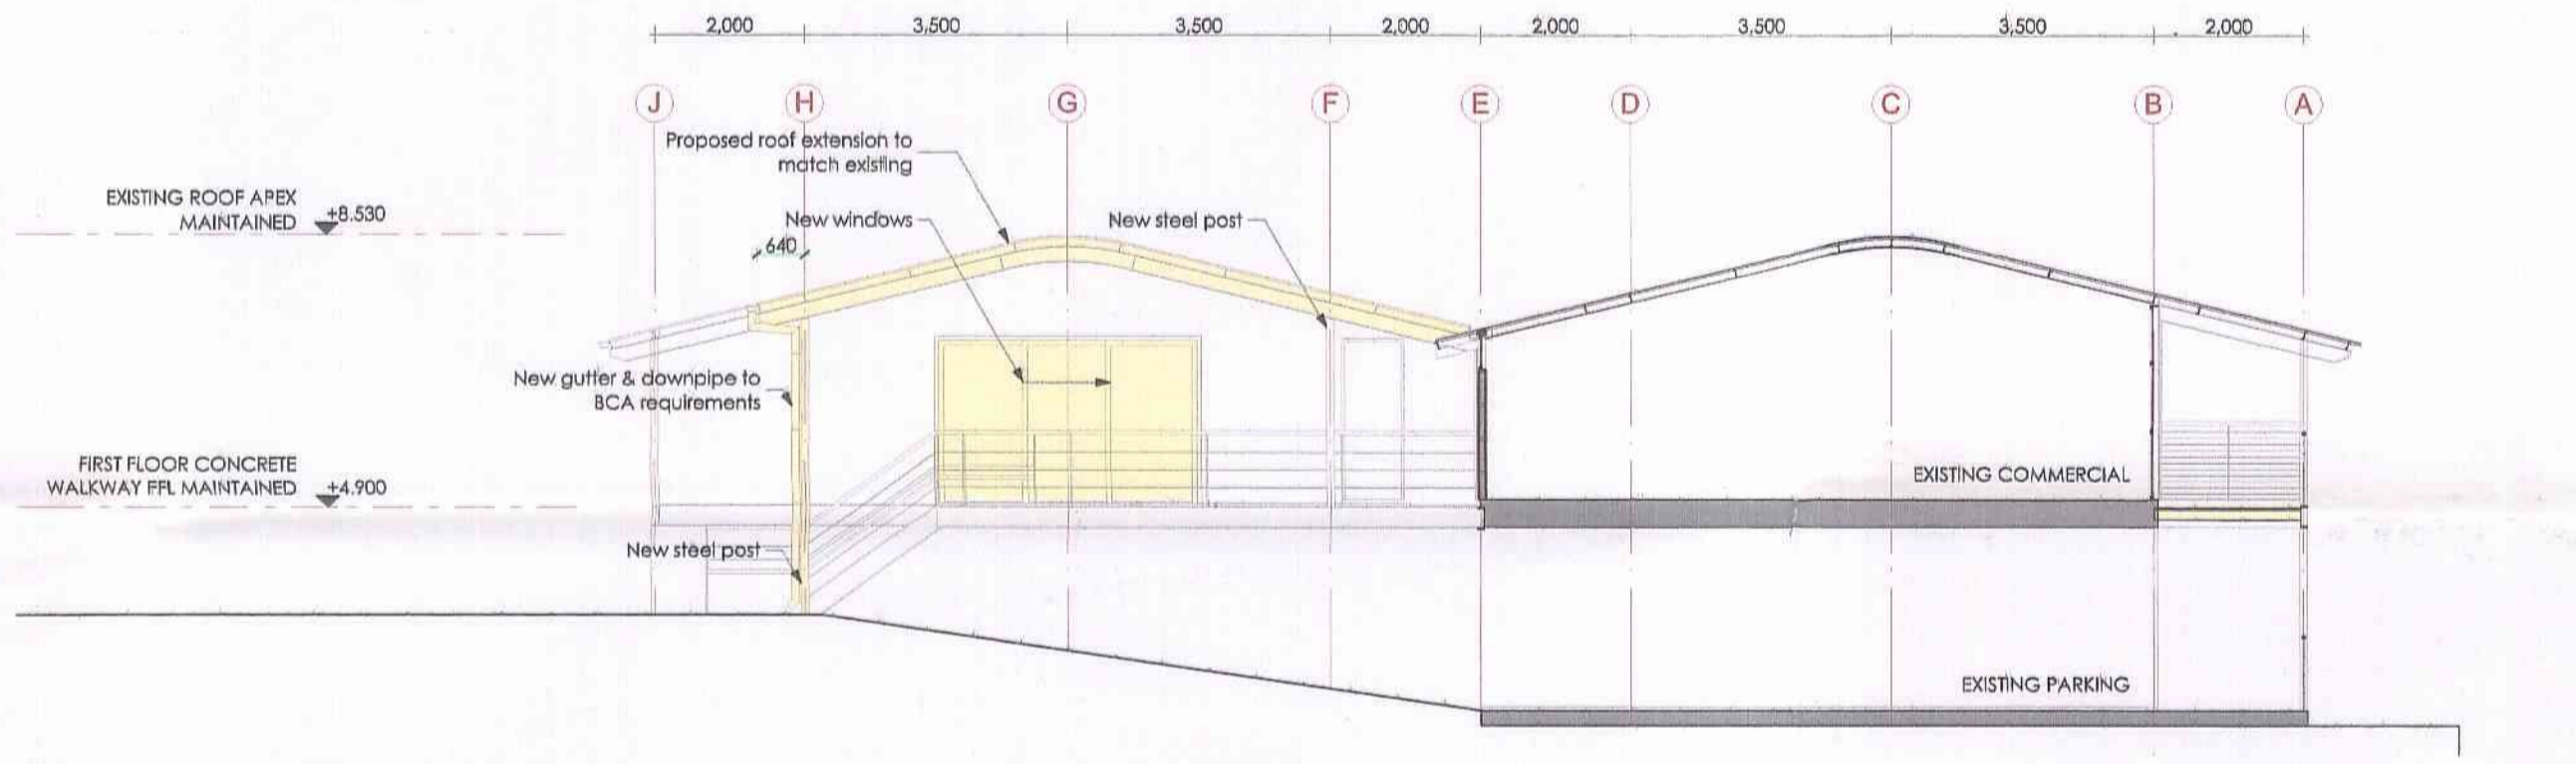 2,000 3,500 3,500 2,000 2,000 3,500 3,500 2,000
J H G F E D C B A
Proposed roof extension to
match existing
EXISTING ROOF APEX
MAINTAINED +8.530
New windows
New steel post
640
New gutter & downpipe to
BCA requirements
FIRST FLOOR CONCRETE
WALKWAY FFL MAINTAINED +4.900
EXISTING COMMERCIAL
New steel post
EXISTING PARKING